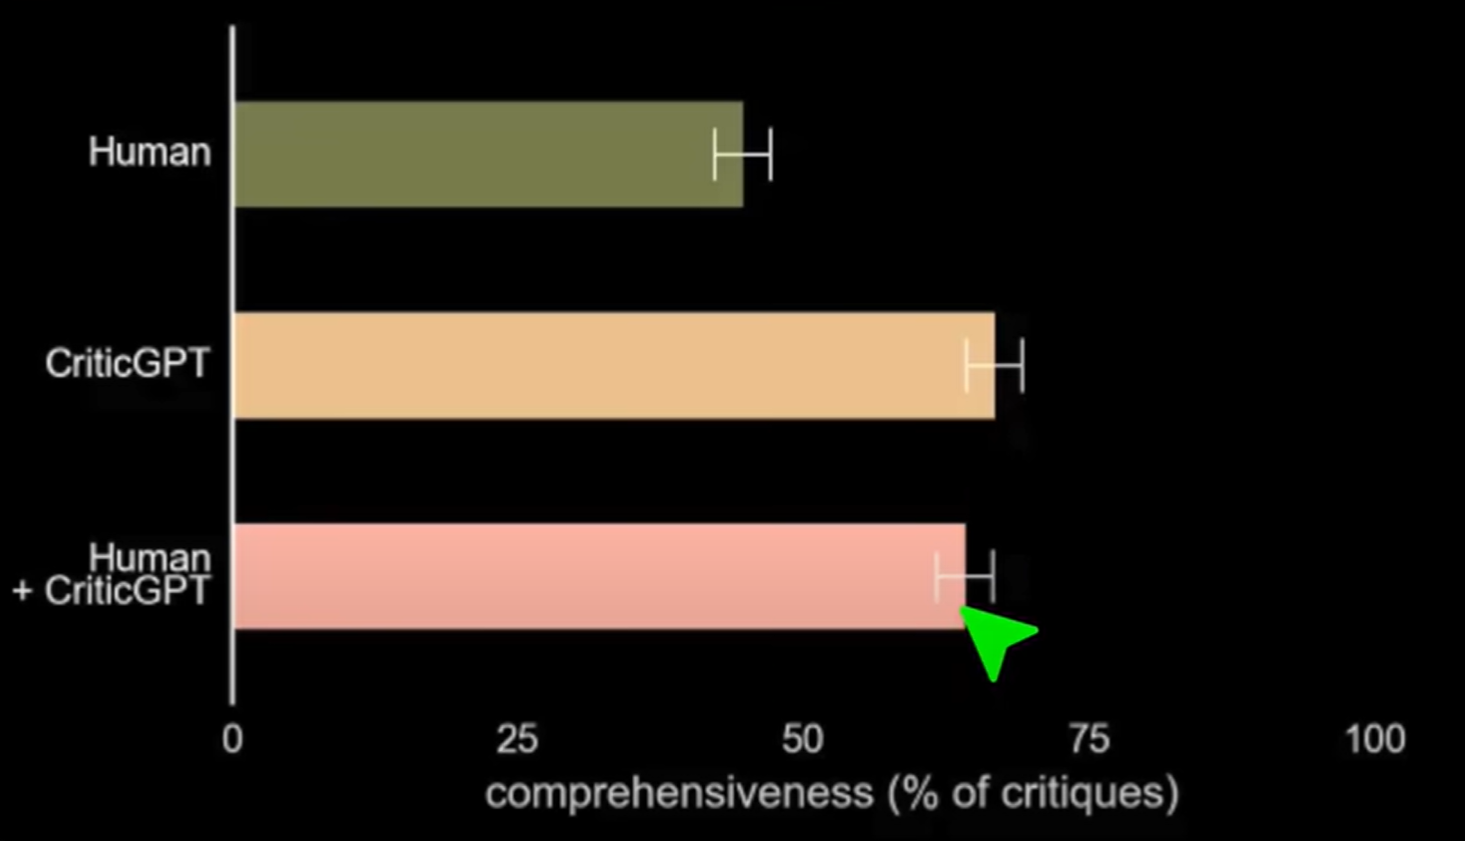 Human
CriticGPT
Human
+ CriticGPT
0 25 50 75 100
comprehensiveness (% of critiques)